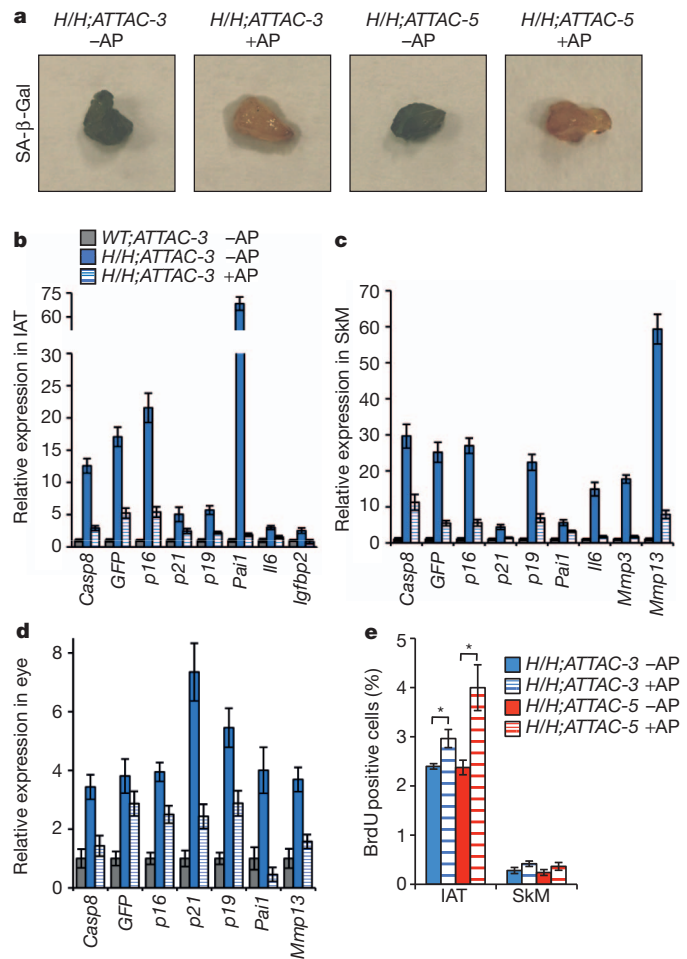 a
H/H;ATTAC-3 H/H;ATTAC-3 H/H;ATTAC-5 H/H;ATTAC-5
–AP +AP –AP +AP
SA-β-Gal
b
WT;ATTAC-3 –AP
H/H;ATTAC-3 –AP
H/H;ATTAC-3 +AP
Relative expression in IAT
75
60
30
25
20
15
10
5
0
Casp8 GFP p16 p21 p19 Pai1 Il6 Igfbp2
c
Relative expression in SkM
70
60
50
40
30
20
10
0
Casp8 GFP p16 p21 p19 Pai1 Il6 Mmp3 Mmp13
d
Relative expression in eye
8
6
4
2
0
Casp8 GFP p16 p21 p19 Pai1 Mmp13
e
BrdU positive cells (%)
5
4
3
2
1
0
* *
IAT SkM
H/H;ATTAC-3 –AP
H/H;ATTAC-3 +AP
H/H;ATTAC-5 –AP
H/H;ATTAC-5 +AP